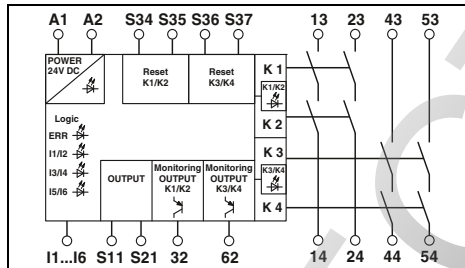 A1 A2 S34 S35 S36 S37 13 23 43 53
POWER
24V DC
Reset
K1/K2
Reset
K3/K4
K 1
K1/K2
K 2
Logic
ERR
I1/I2
I3/I4
I5/I6
K 3
K3/K4
K 4
OUTPUT
Monitoring
OUTPUT
K1/K2
Monitoring
OUTPUT
K3/K4
I1...I6 S11 S21 32 62 14 24 44 54